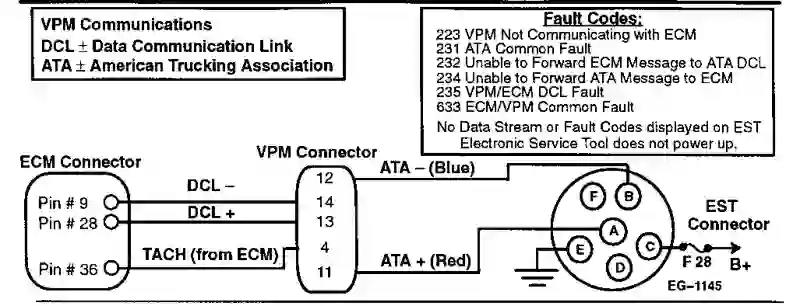 VPM Communications
DCL ± Data Communication Link
ATA ± American Trucking Association
Fault Codes:
223 VPM Not Communicating with ECM
231 ATA Common Fault
232 Unable to Forward ECM Message to ATA DCL
234 Unable to Forward ATA Message to ECM
235 VPM/ECM DCL Fault
633 ECM/VPM Common Fault
No Data Stream or Fault Codes displayed on EST
Electronic Service Tool does not power up.
ECM Connector
Pin # 9
Pin # 28
Pin # 36
DCL –
DCL +
TACH (from ECM)
VPM Connector
12
14
13
4
11
ATA – (Blue)
ATA + (Red)
F
B
A
E
C
D
EST
Connector
F 28
B+
EG–1145